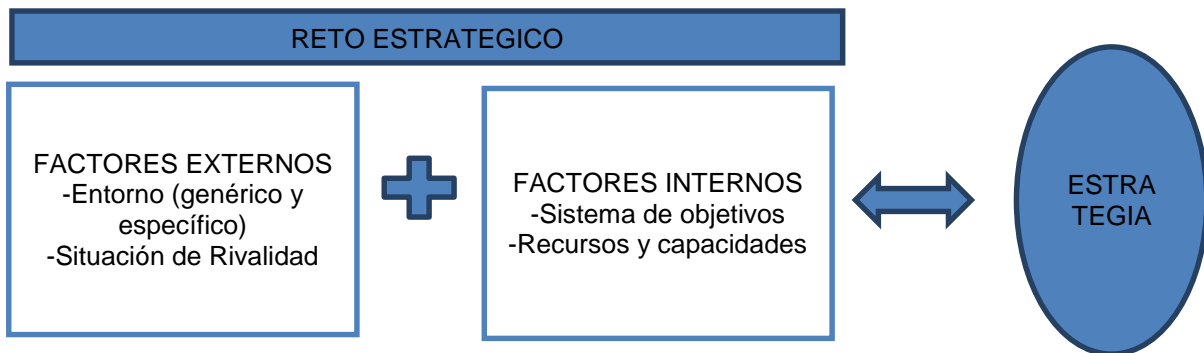 RETO ESTRATEGICO
FACTORES EXTERNOS
-Entorno (genérico y
específico)
-Situación de Rivalidad
FACTORES INTERNOS
-Sistema de objetivos
-Recursos y capacidades
ESTRA
TEGIA